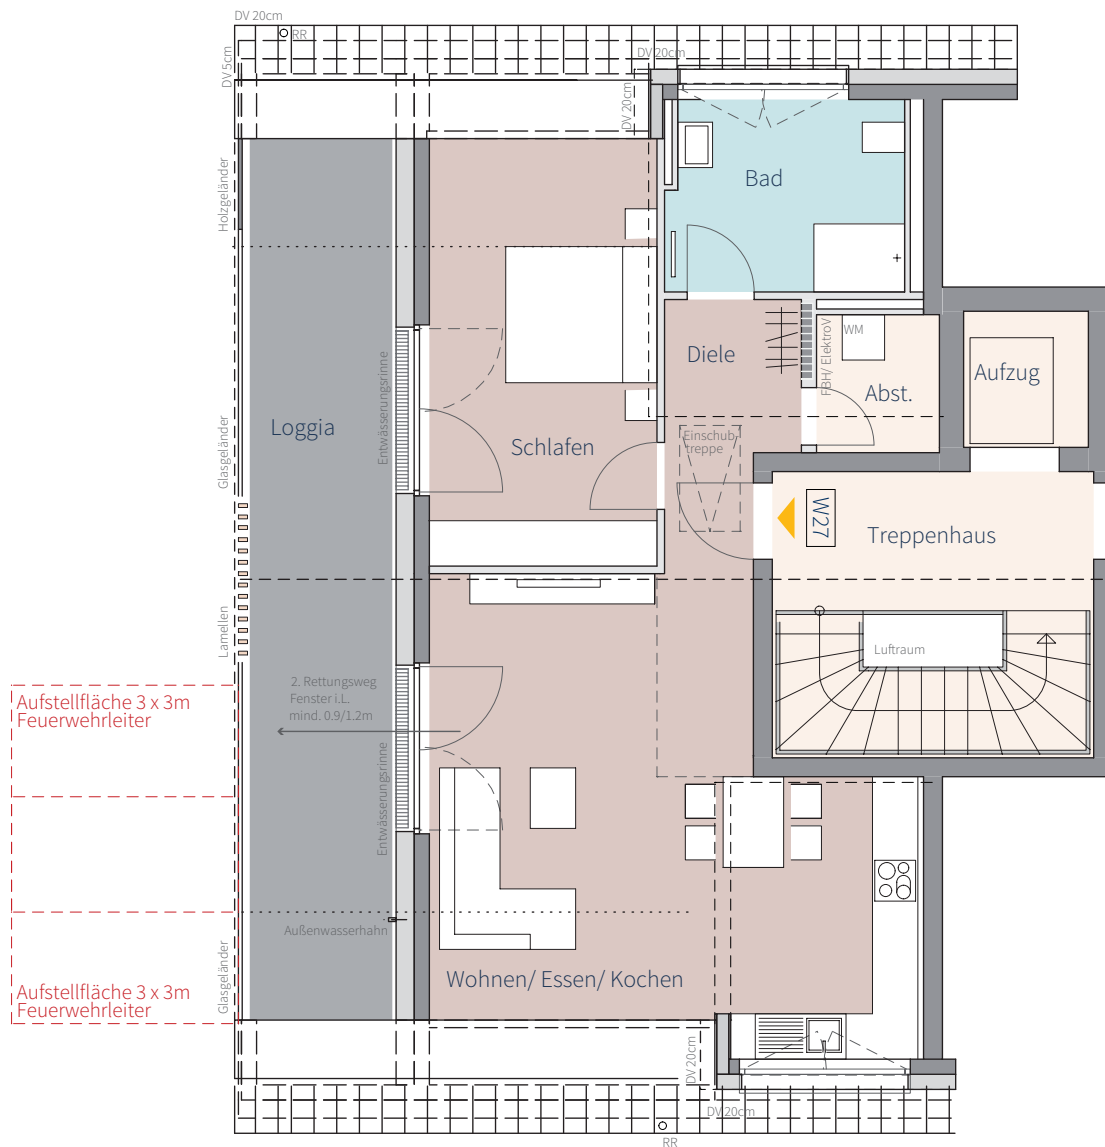 DV 20cm
RR
DV 5cm
DV 20cm
DV 20cm
Holzgeländer
Bad
Diele
FBH/ ElektroV
WM
Abst.
Aufzug
Entwässerungsrinne
Loggia
Glasgeländer
Schlafen
Einschub-
treppe
W27
Treppenhaus
Lamellen
Luftraum
2. Rettungsweg
Fenster i.L.
mind. 0.9/1.2m
Aufstellfläche 3 x 3m
Feuerwehrleiter
Entwässerungsrinne
Außenwasserhahn
Glasgeländer
Wohnen/ Essen/ Kochen
Aufstellfläche 3 x 3m
Feuerwehrleiter
DV 20cm
DV 20cm
RR